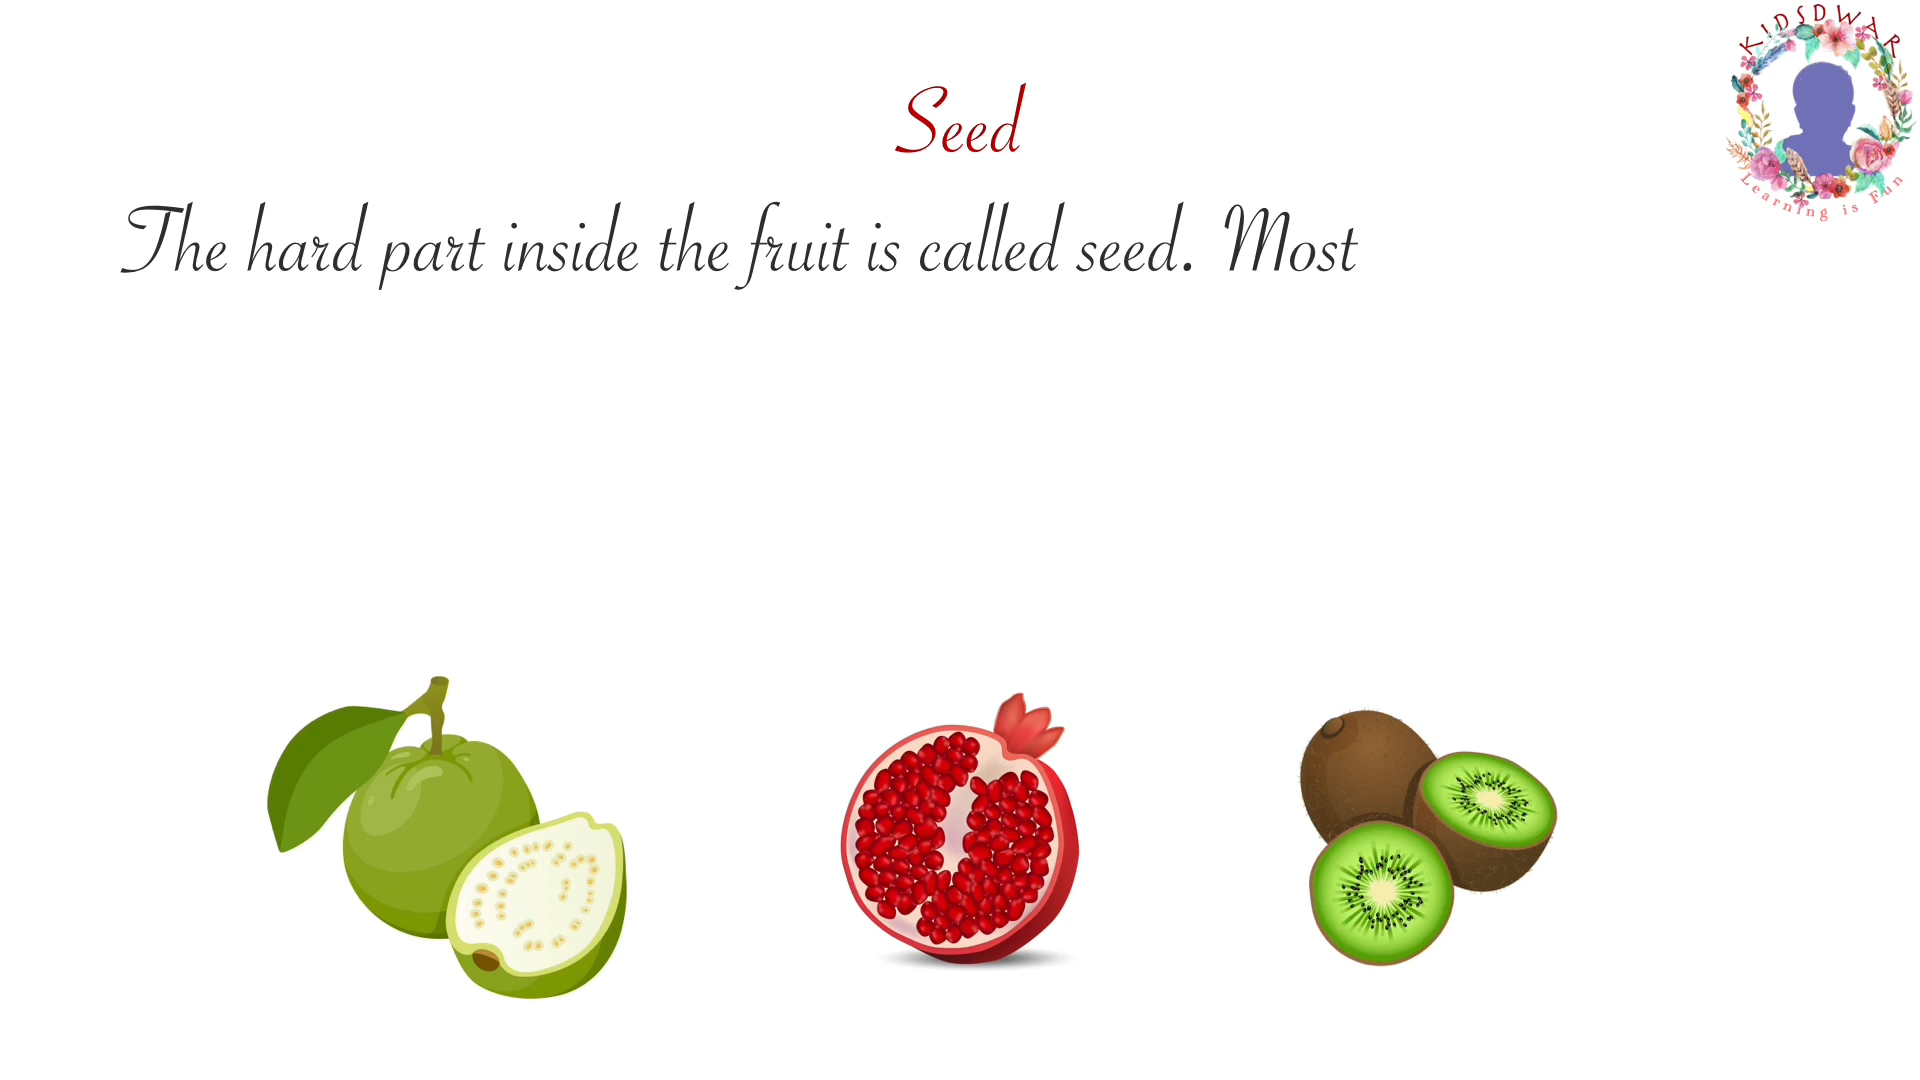 KIDSDWAR
Learning is Fun
Seed
The hard part inside the fruit is called seed. Most